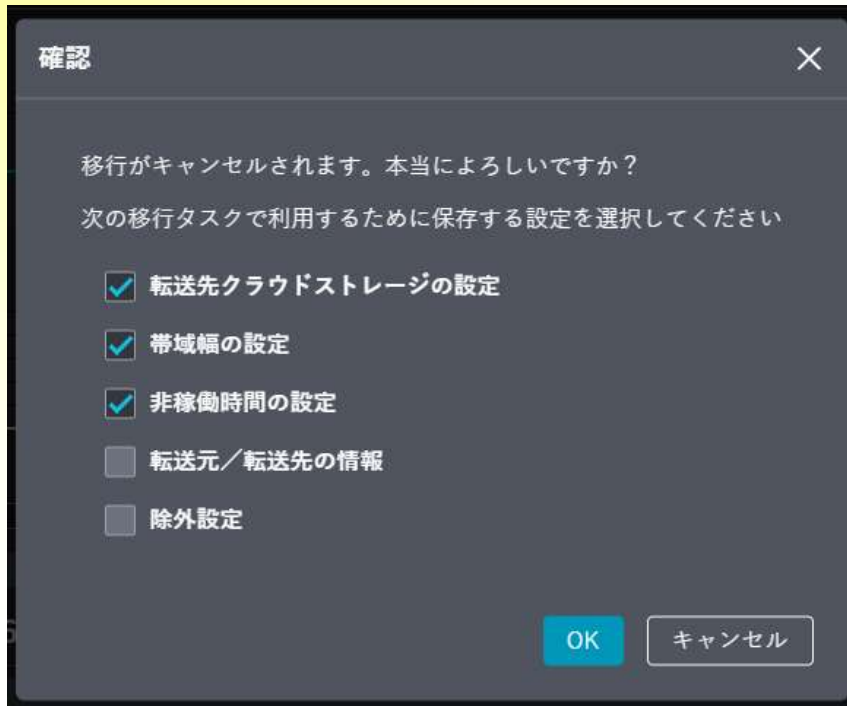 確認
移行がキャンセルされます。本当によろしいですか？
次の移行タスクで利用するために保存する設定を選択してください
転送先クラウドストレージの設定
帯域幅の設定
非稼働時間の設定
転送元／転送先の情報
除外設定
OK キャンセル